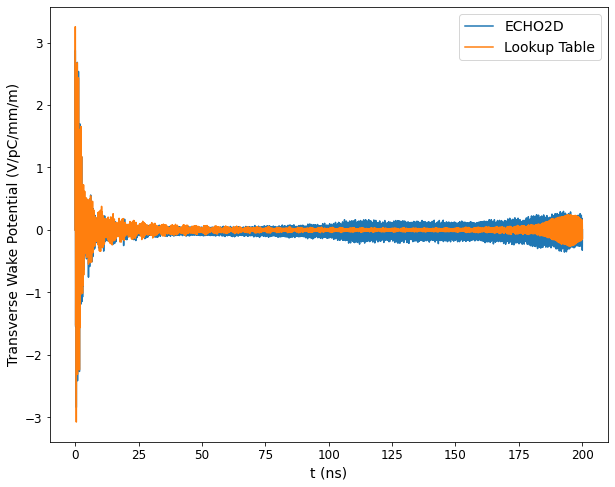 ECHO2D
Lookup Table
Transverse Wake Potential (V/pC/mm/m)
3
2
1
0
−1
−2
−3
0 25 50 75 100 125 150 175 200
t (ns)